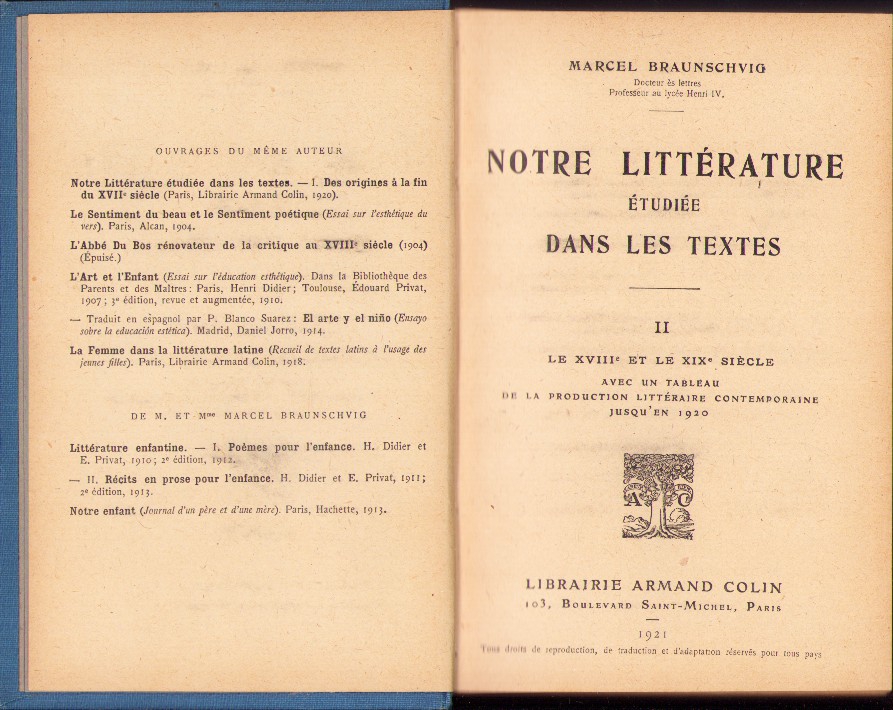 OUVRAGES DU MÊME AUTEUR
Notre Littérature étudiée dans les textes. — I. Des origines à la fin
du XVIIe siècle (Paris, Librairie Armand Colin, 1920).
Le Sentiment du beau et le Sentiment poétique (Essai sur l'esthétique du
vers). Paris, Alcan, 1904.
L'Abbé Du Bos rénovateur de la critique au XVIIIe siècle (1904)
(Épuisé.)
L'Art et l'Enfant (Essai sur l'éducation esthétique). Dans la Bibliothèque des
Parents et des Maîtres : Paris, Henri Didier ; Toulouse, Édouard Privat,
1907 ; 3e édition, revue et augmentée, 1910.
— Traduit en espagnol par P. Blanco Suarez : El arte y el niño (Ensayo
sobre la educación estética). Madrid, Daniel Jorro, 1914.
La Femme dans la littérature latine (Recueil de textes latins à l'usage des
jeunes filles). Paris, Librairie Armand Colin, 1918.
DE M. ET Mme MARCEL BRAUNSCHVIG
Littérature enfantine. — I. Poèmes pour l'enfance. H. Didier et
E. Privat, 1910 ; 2e édition, 1912.
— II. Récits en prose pour l'enfance. H. Didier et E. Privat, 1911 ;
2e édition, 1913.
Notre enfant (Journal d'un père et d'une mère). Paris, Hachette, 1913.
MARCEL BRAUNSCHVIG
Docteur ès lettres
Professeur au lycée Henri IV.
NOTRE LITTÉRATURE
ÉTUDIÉE
DANS LES TEXTES
II
LE XVIIIe ET LE XIXe SIÈCLE
AVEC UN TABLEAU
DE LA PRODUCTION LITTÉRAIRE CONTEMPORAINE
JUSQU'EN 1920
A C
LIBRAIRIE ARMAND COLIN
103, BOULEVARD SAINT-MICHEL, PARIS
1921
Tous droits de reproduction, de traduction et d'adaptation réservés pour tous pays